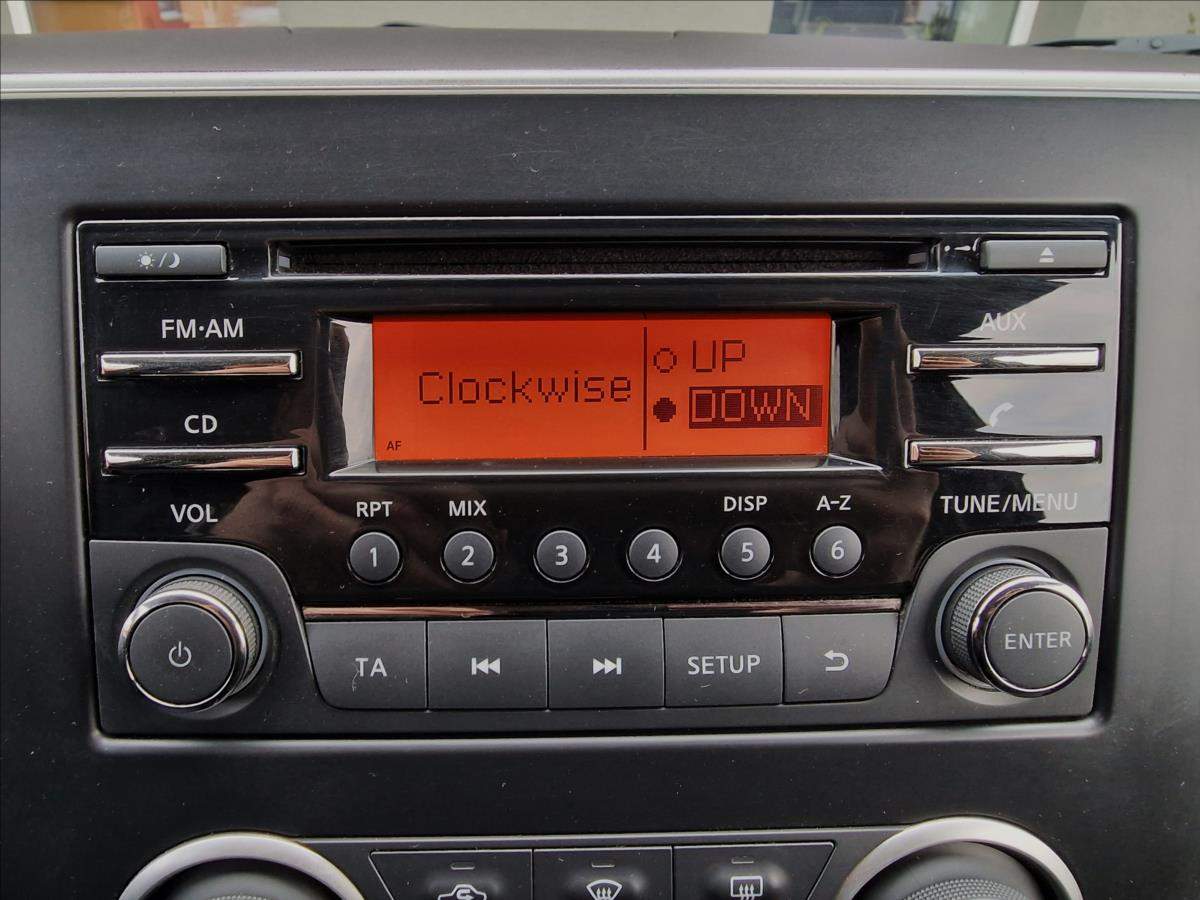 FM·AM
AUX
CD
Clockwise
UP
DOWN
AF
VOL
RPT
MIX
DISP
A-Z
TUNE/MENU
1
2
3
4
5
6
TA
SETUP
ENTER